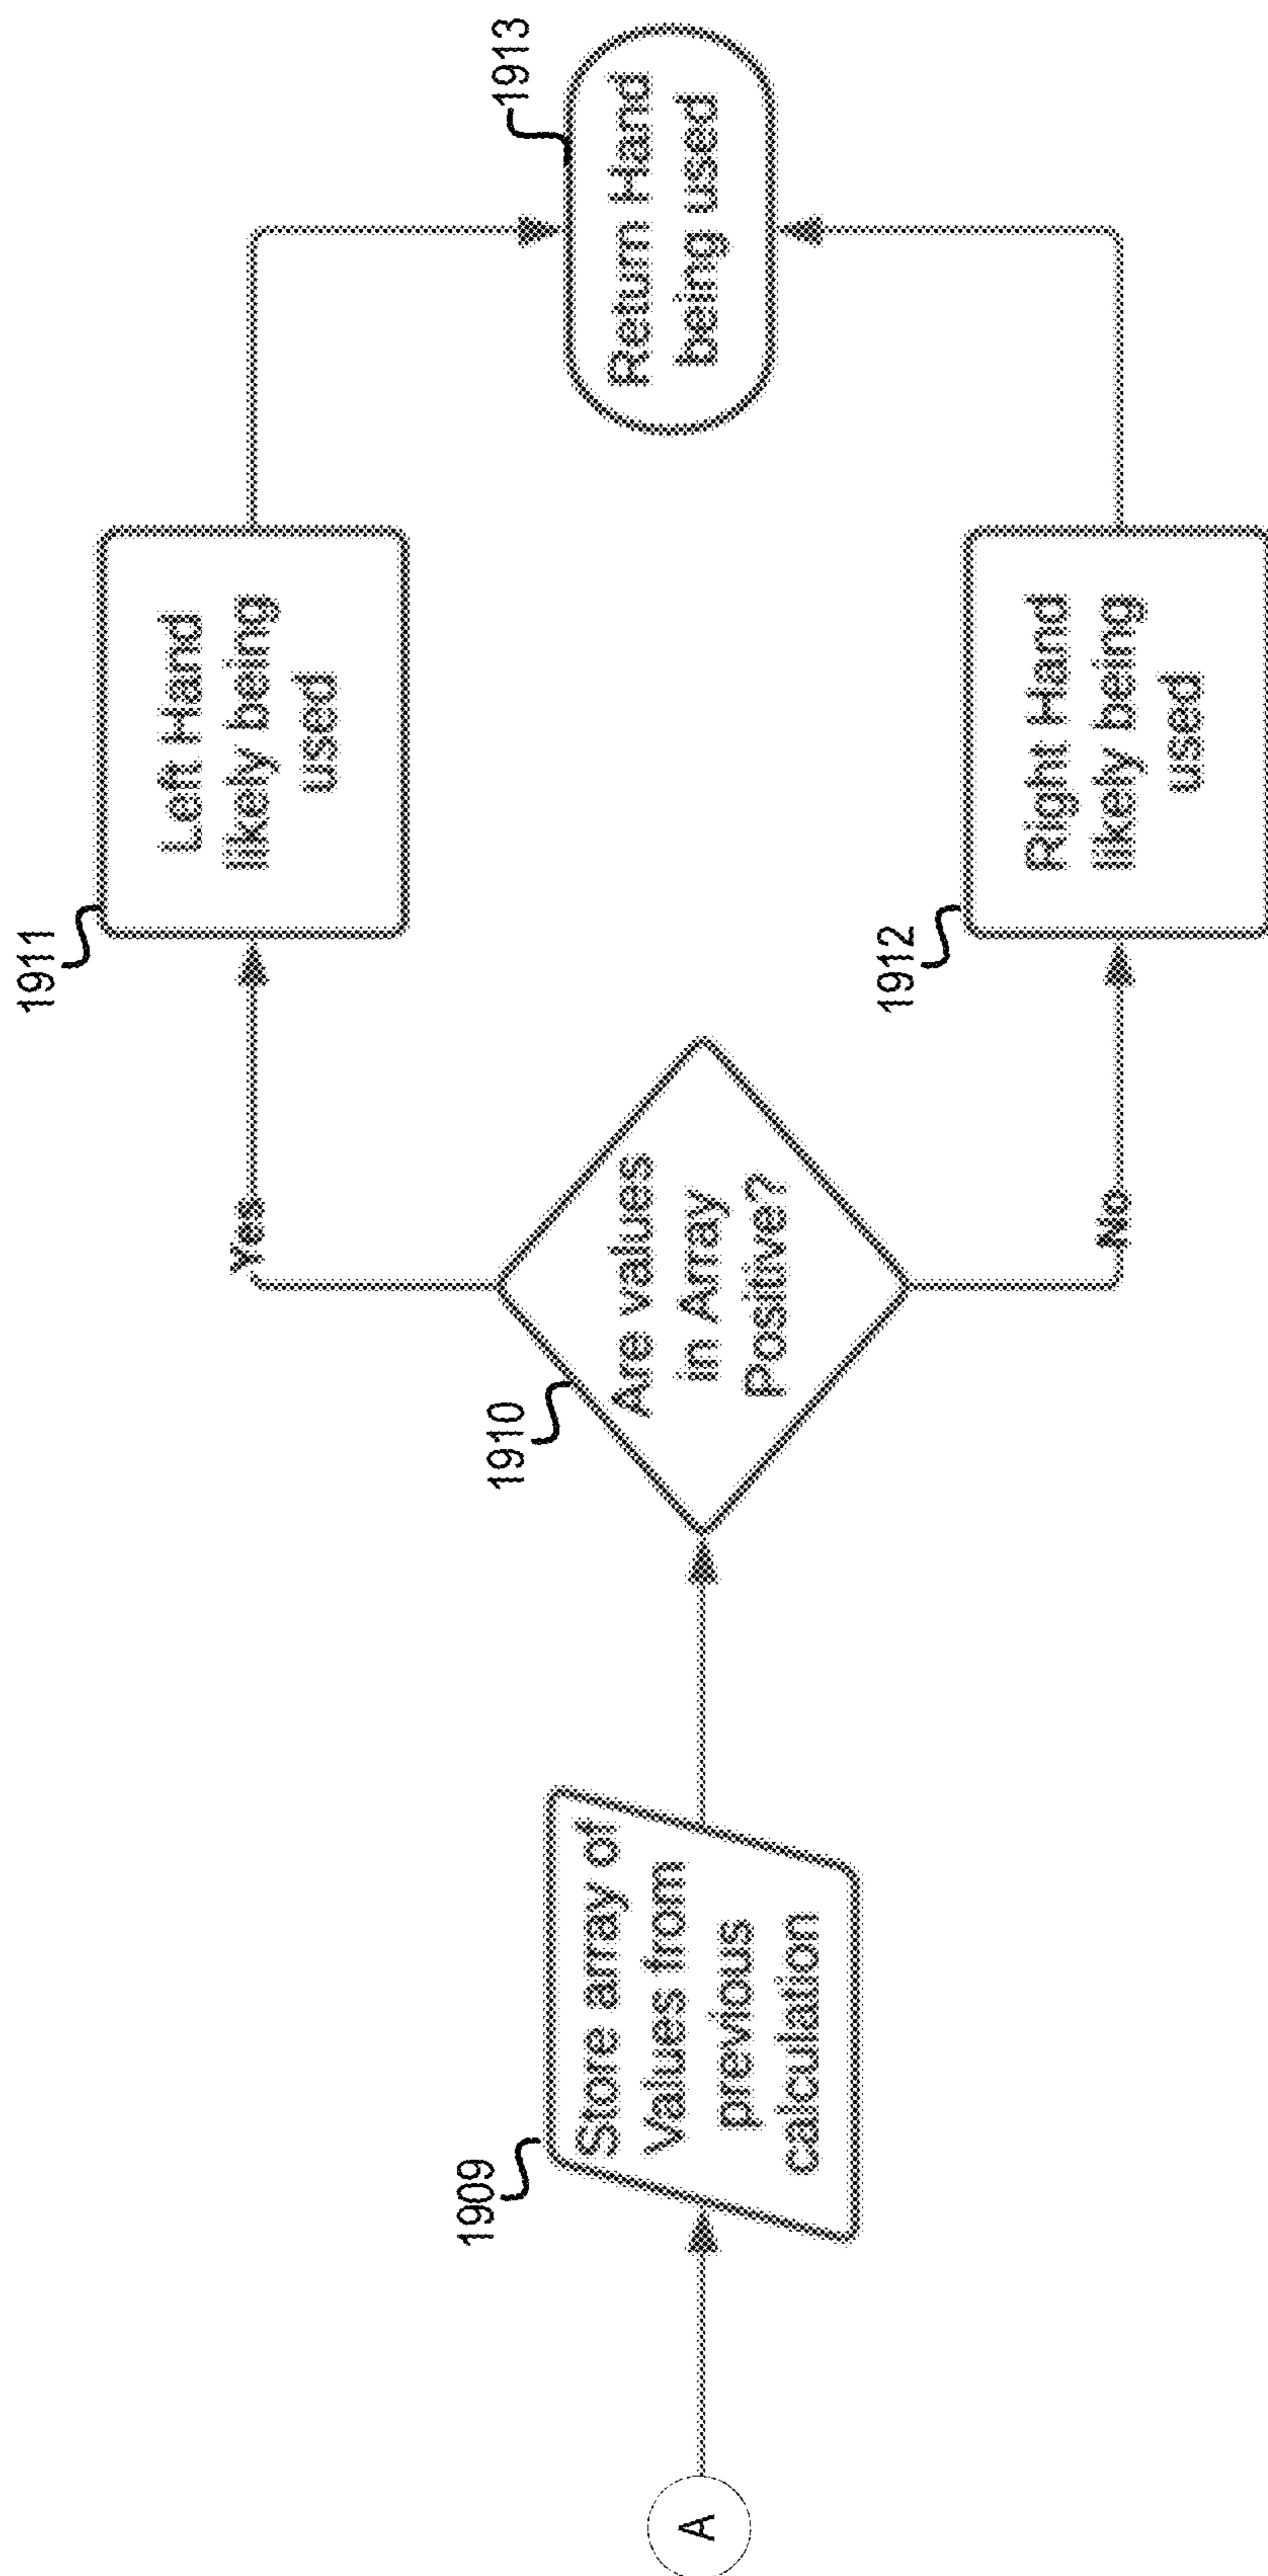 A
1909
Store array of
Values from
previous
calculation
1910
Are values
in Array
Positive?
Yes
No
1911
Left Hand
likely being
used
1912
Right Hand
likely being
used
1913
Return Hand
being used